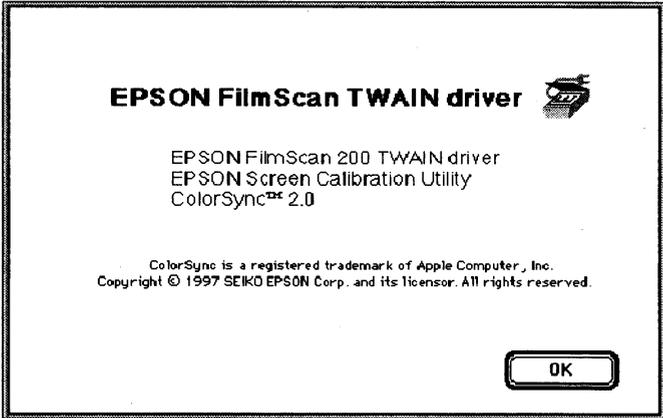 EPSON FilmScan TWAIN driver
EPSON FilmScan 200 TWAIN driver
EPSON Screen Calibration Utility
ColorSync™ 2.0
ColorSync is a registered trademark of Apple Computer, Inc.
Copyright © 1997 SEIKO EPSON Corp. and its licensor. All rights reserved.
OK